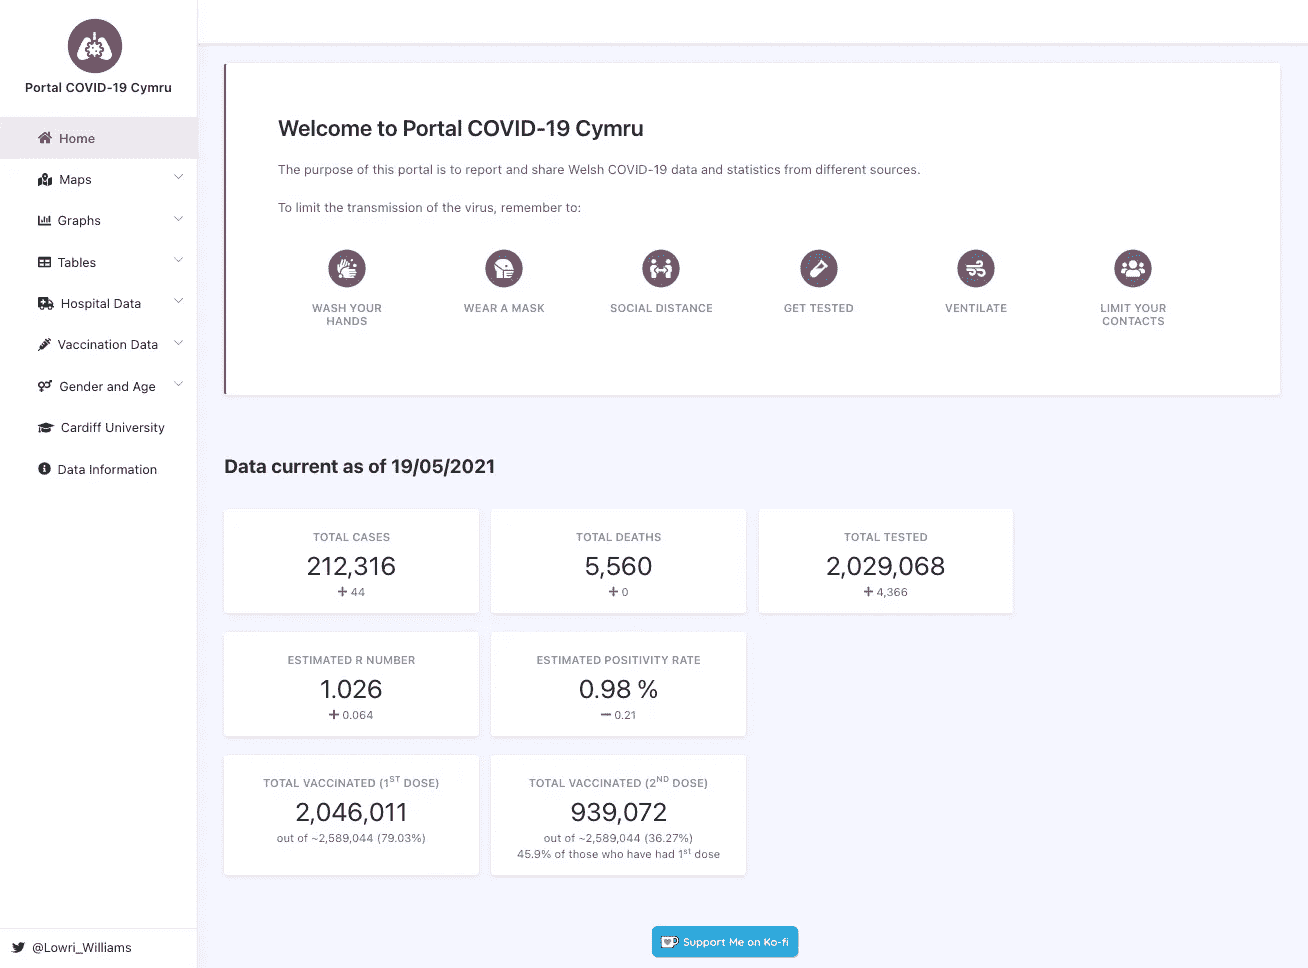 Portal COVID-19 Cymru
Home
Maps
Graphs
Tables
Hospital Data
Vaccination Data
Gender and Age
Cardiff University
Data Information
@Lowri_Williams
Welcome to Portal COVID-19 Cymru
The purpose of this portal is to report and share Welsh COVID-19 data and statistics from different sources.
To limit the transmission of the virus, remember to:
WASH YOUR
HANDS
WEAR A MASK
SOCIAL DISTANCE
GET TESTED
VENTILATE
LIMIT YOUR
CONTACTS
Data current as of 19/05/2021
TOTAL CASES
212,316
+ 44
TOTAL DEATHS
5,560
+ 0
TOTAL TESTED
2,029,068
+ 4,366
ESTIMATED R NUMBER
1.026
+ 0.064
ESTIMATED POSITIVITY RATE
0.98 %
− 0.21
TOTAL VACCINATED (1ST DOSE)
2,046,011
out of ~2,589,044 (79.03%)
TOTAL VACCINATED (2ND DOSE)
939,072
out of ~2,589,044 (36.27%)
45.9% of those who have had 1st dose
Support Me on Ko-fi